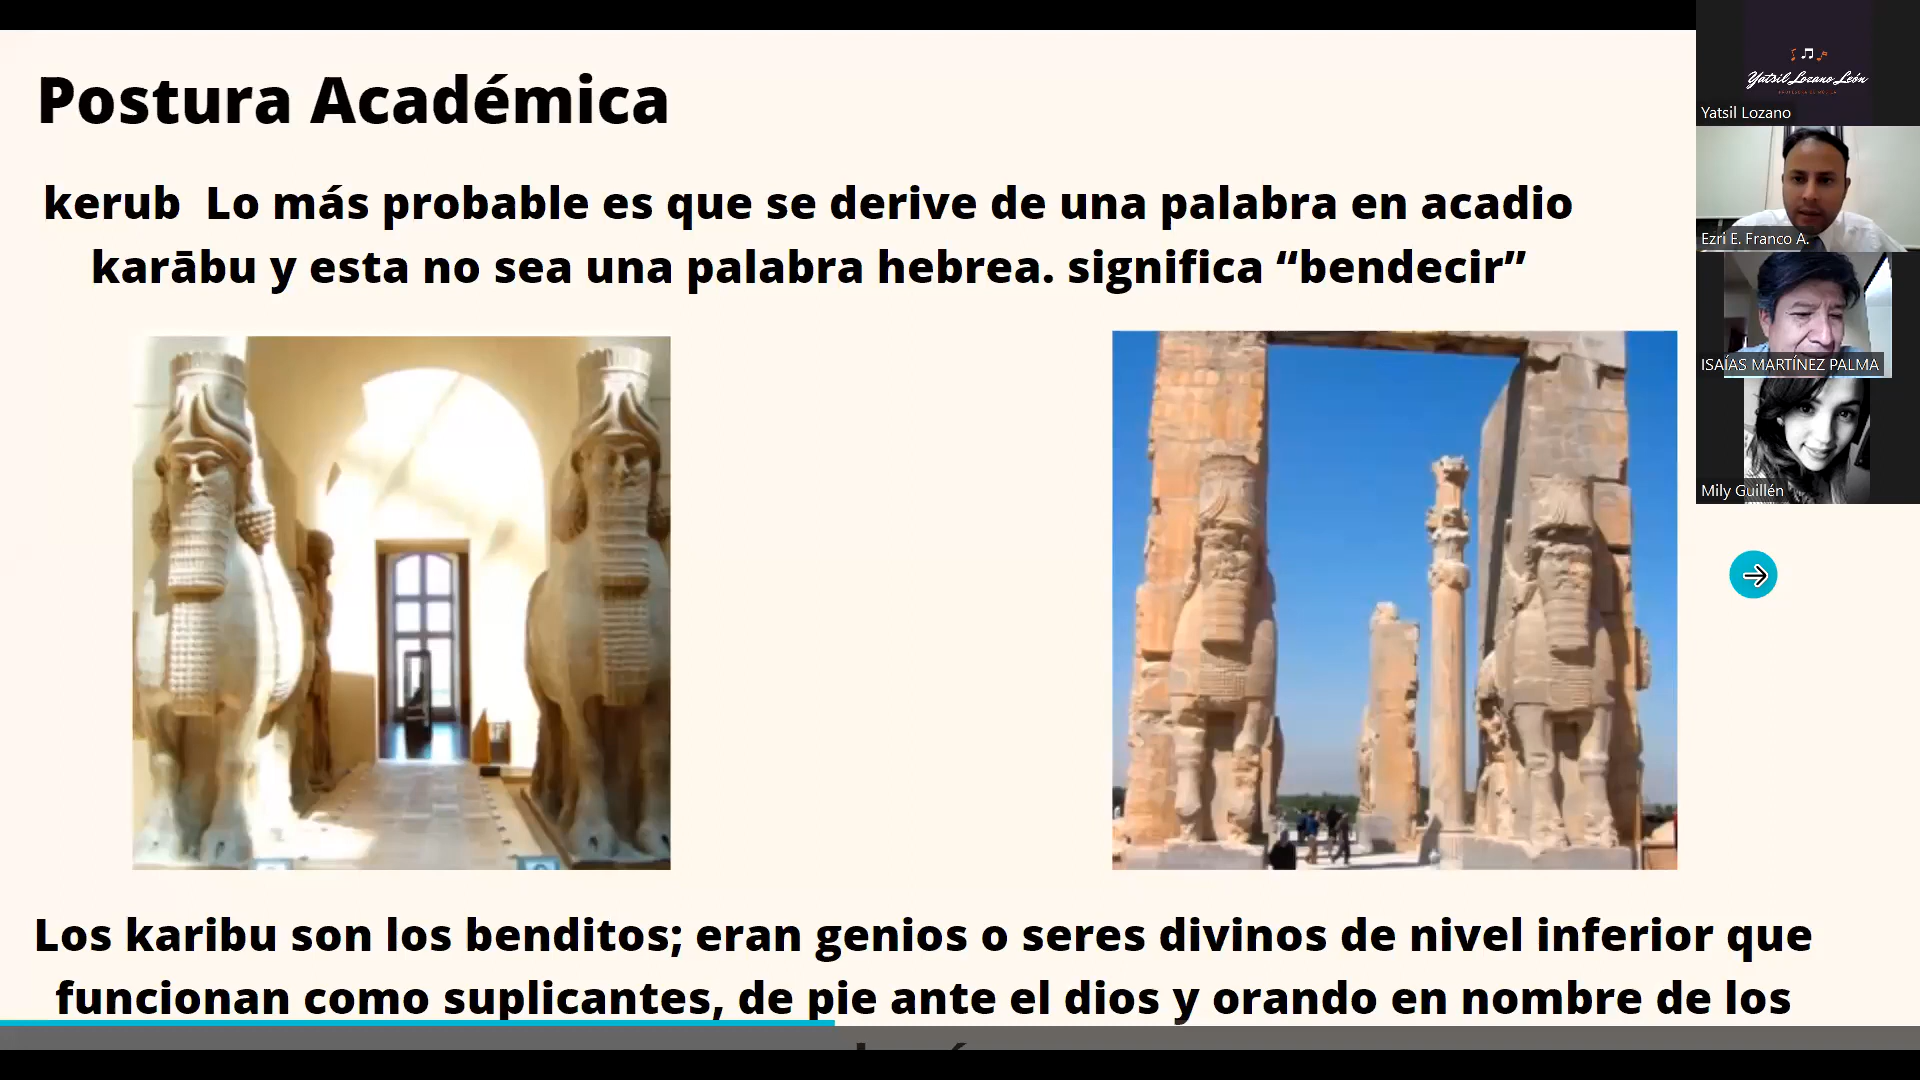 Postura Académica
kerub Lo más probable es que se derive de una palabra en acadio
karābu y esta no sea una palabra hebrea. significa “bendecir”
Los karibu son los benditos; eran genios o seres divinos de nivel inferior que
funcionan como suplicantes, de pie ante el dios y orando en nombre de los
Yatsil Lozano León
Yatsil Lozano
Ezri E. Franco A.
ISAÍAS MARTÍNEZ PALMA
Mily Guillén